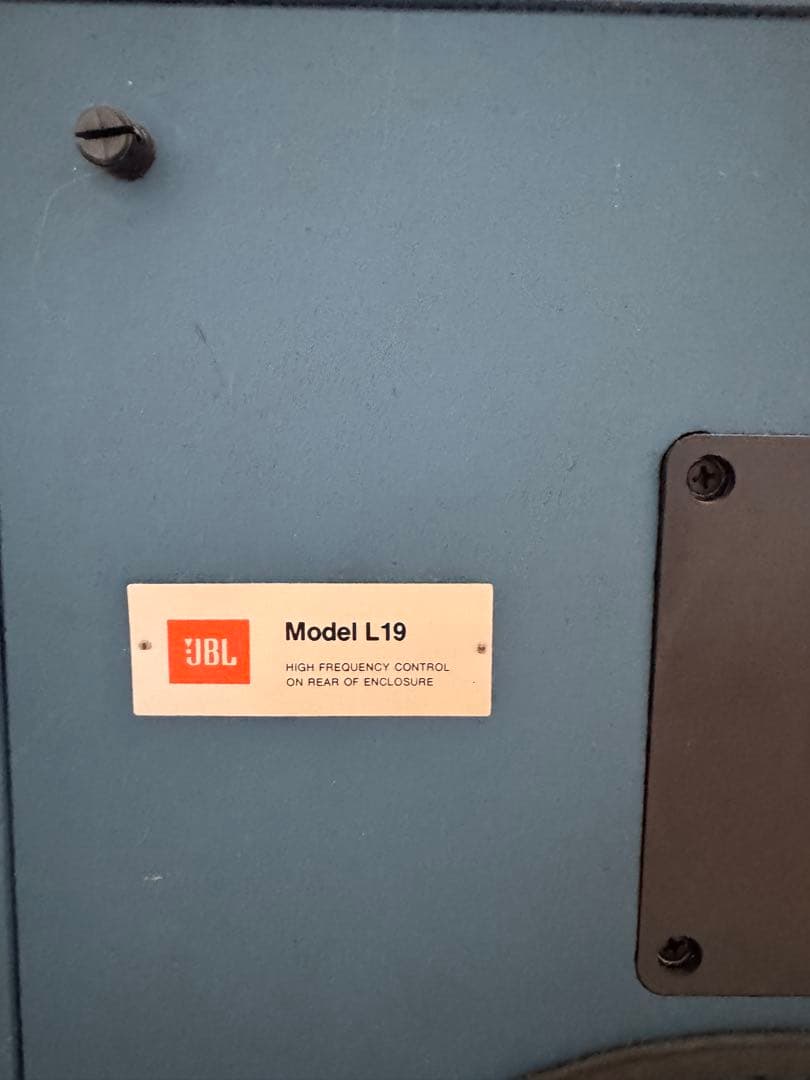 JBL
Model L19
HIGH FREQUENCY CONTROL
ON REAR OF ENCLOSURE